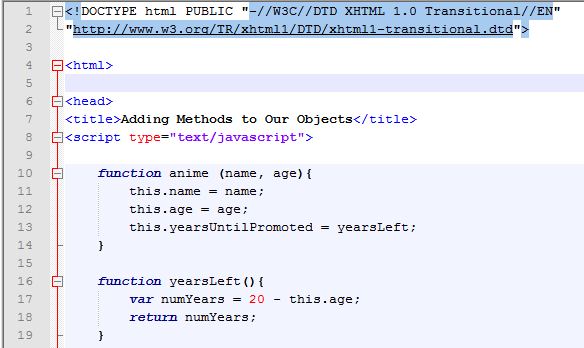 1 <!DOCTYPE html PUBLIC "-//W3C//DTD XHTML 1.0 Transitional//EN"
2 "http://www.w3.org/TR/xhtml1/DTD/xhtml1-transitional.dtd">
3
4 <html>
5
6 <head>
7 <title>Adding Methods to Our Objects</title>
8 <script type="text/javascript">
9
10 function anime (name, age){
11 this.name = name;
12 this.age = age;
13 this.yearsUntilPromoted = yearsLeft;
14 }
15
16 function yearsLeft(){
17 var numYears = 20 - this.age;
18 return numYears;
19 }